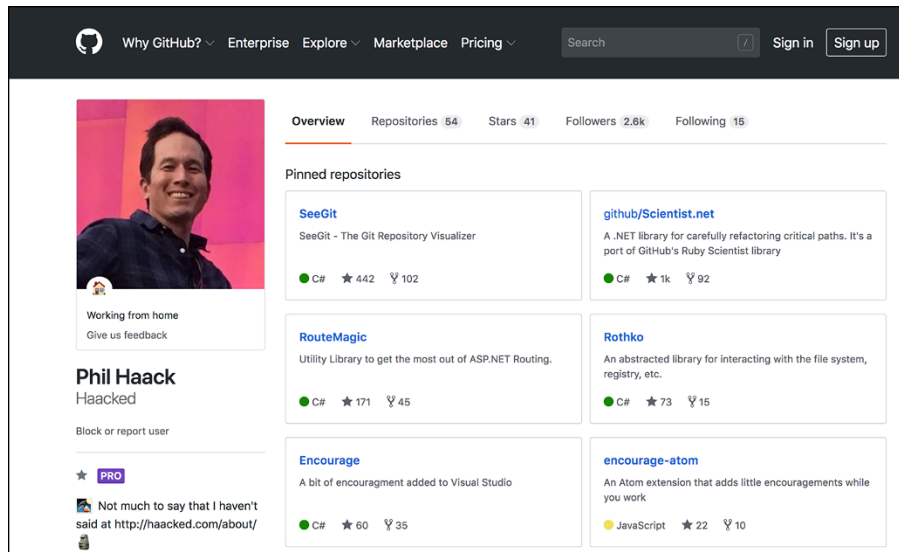 Why GitHub? Enterprise Explore Marketplace Pricing Search / Sign in Sign up
Overview Repositories 54 Stars 41 Followers 2.6k Following 15
Pinned repositories
SeeGit
SeeGit - The Git Repository Visualizer
C# 442 102
github/Scientist.net
A .NET library for carefully refactoring critical paths. It's a
port of GitHub's Ruby Scientist library
C# 1k 92
RouteMagic
Utility Library to get the most out of ASP.NET Routing.
C# 171 45
Rothko
An abstracted library for interacting with the file system,
registry, etc.
C# 73 15
Encourage
A bit of encouragment added to Visual Studio
C# 60 35
encourage-atom
An Atom extension that adds little encouragements while
you work
JavaScript 22 10
Working from home
Give us feedback
Phil Haack
Haacked
Block or report user
PRO
Not much to say that I haven't
said at http://haacked.com/about/